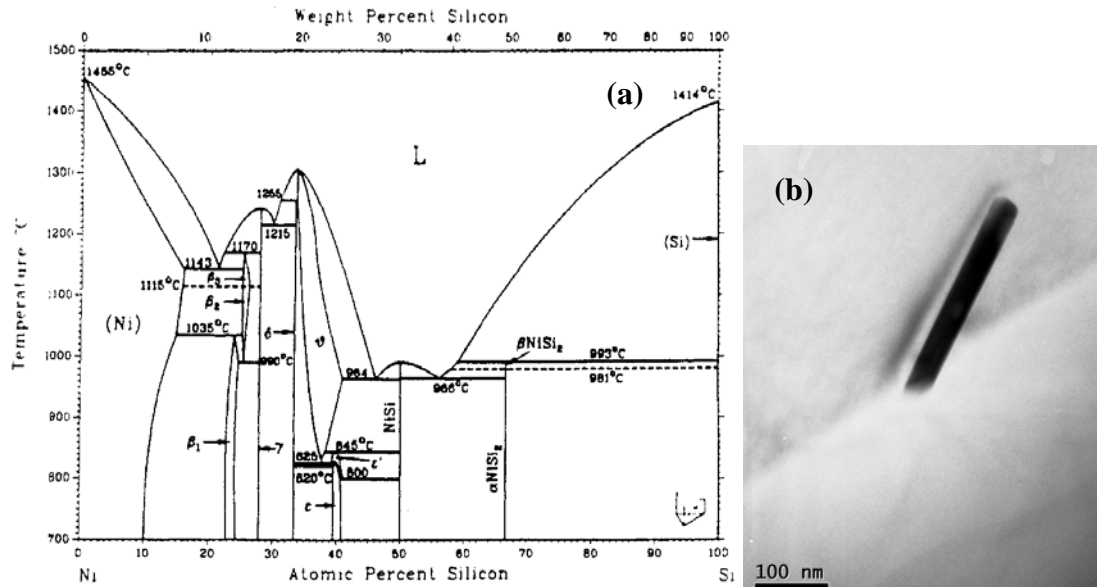 Weight Percent Silicon
0 10 20 30 40 50 60 70 80 90 100
1500
1400
1300
1200
1100
1000
900
800
700
Temperature °C
1455°C
(a)
1414°C
L
1265
1215
1170
1143
1115°C
β3
β2
(Ni)
1035°C
990°C
β1
7
6
υ
(Si)
βNiSi2
993°C
981°C
964
966°C
NiSi
αNiSi2
845°C
825
ε'
820°C
800
ε
0 10 20 30 40 50 60 70 80 90 100
Ni Atomic Percent Silicon Si
(b)
100 nm